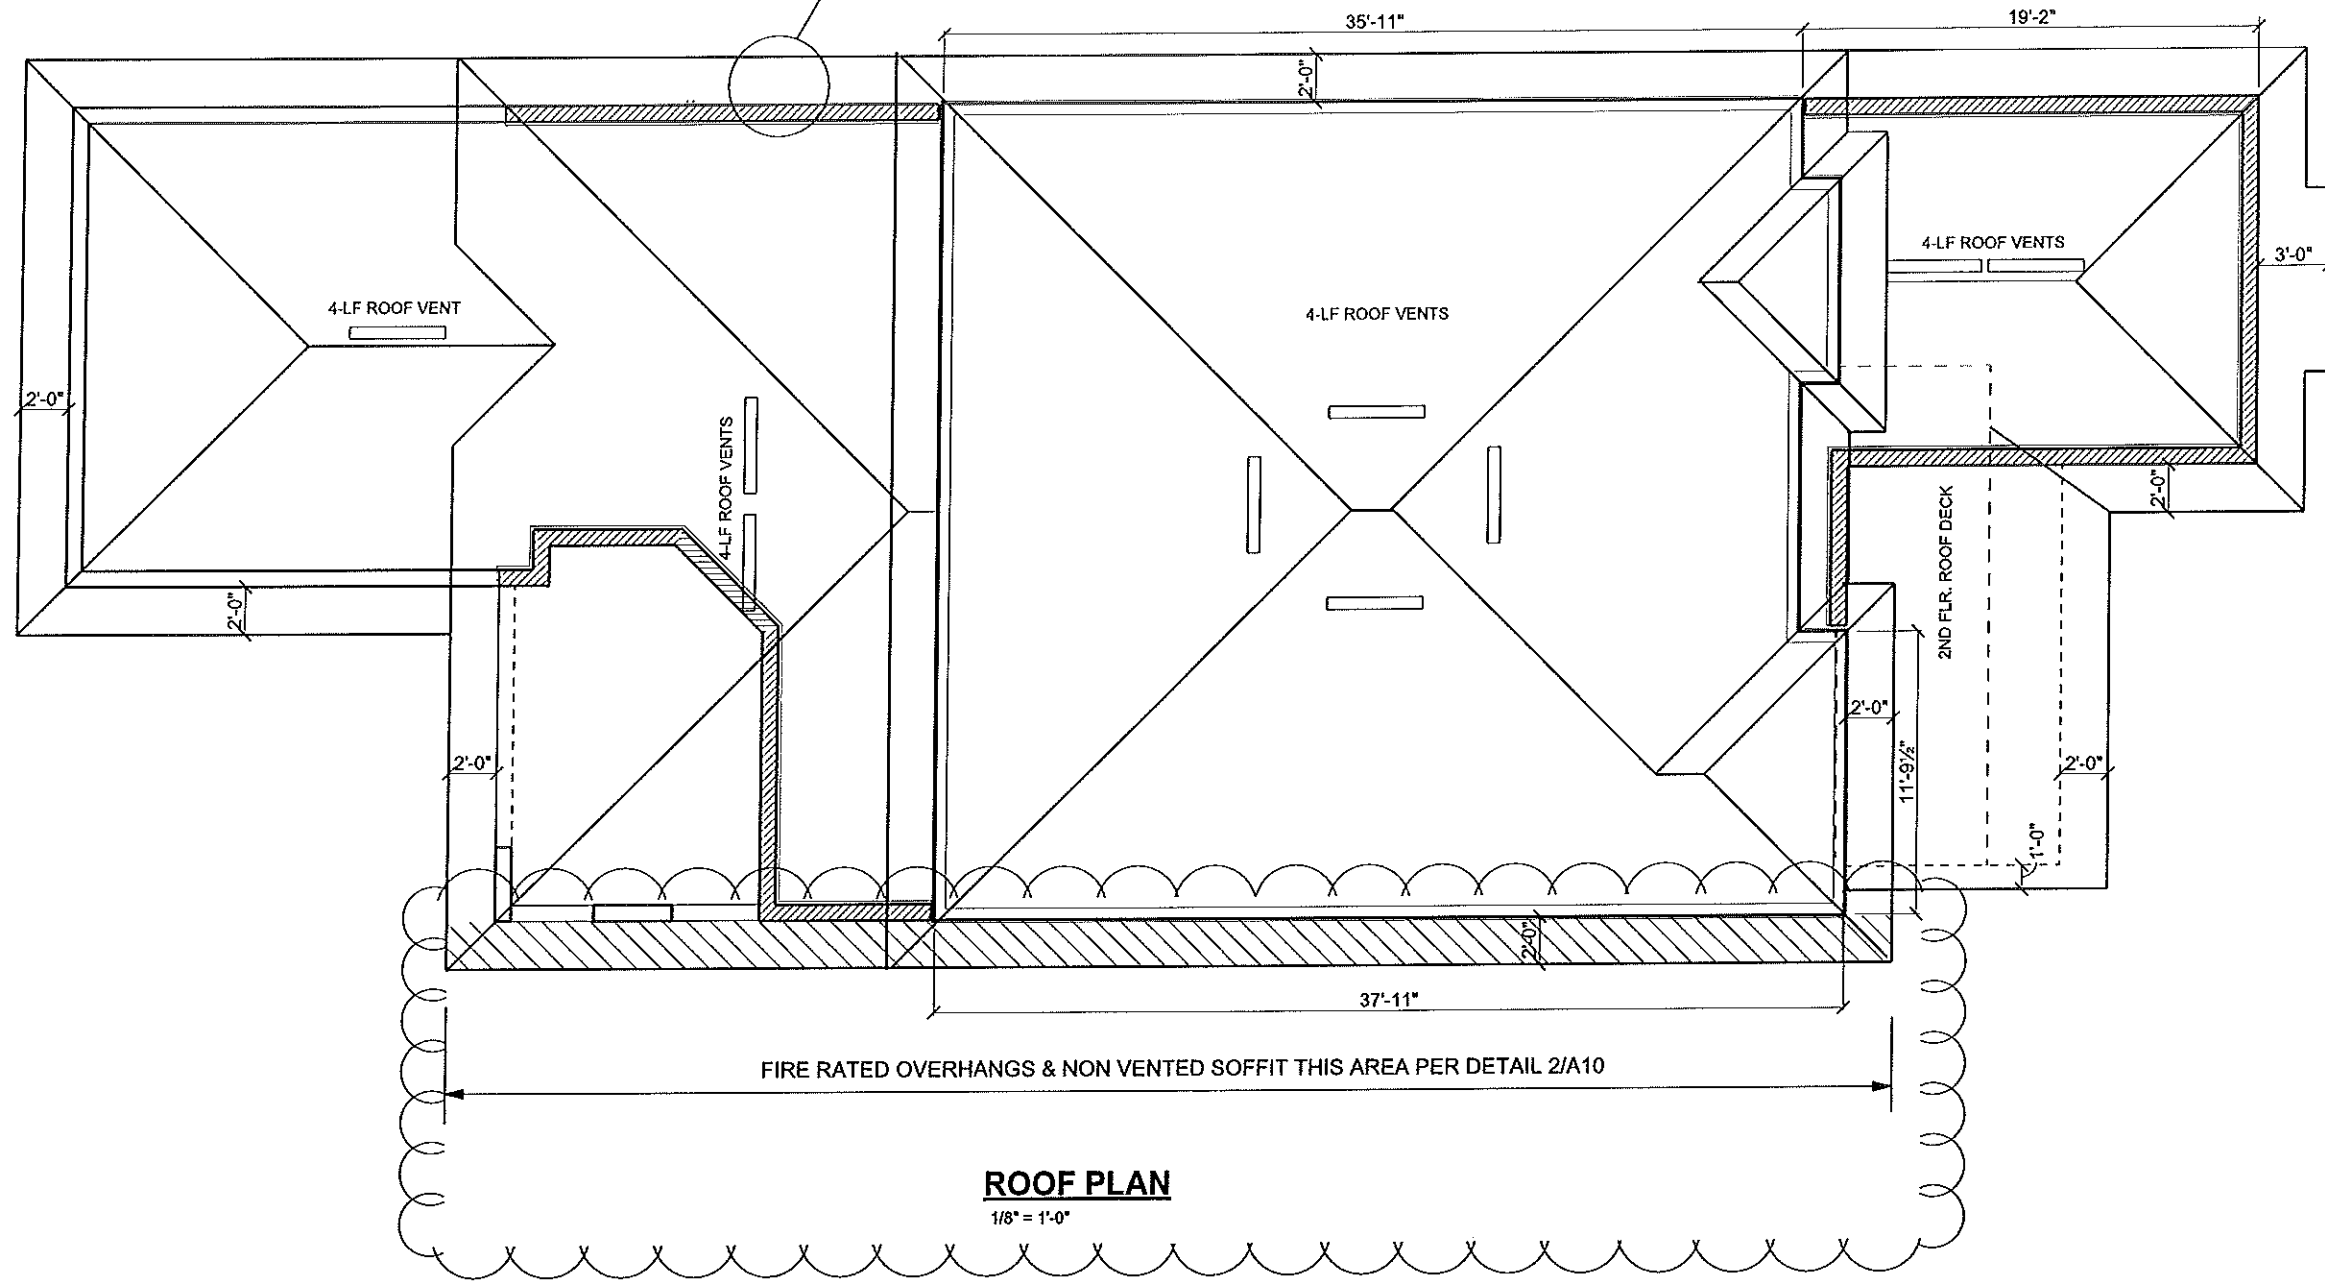 35'-11"
19'-2"
2'-0"
4-LF ROOF VENTS
3'-0"
4-LF ROOF VENT
4-LF ROOF VENTS
2'-0"
4-LF ROOF VENTS
2'-0"
2ND FLR. ROOF DECK
2'-0"
2'-0"
2'-0"
2'-0"
11'-9½"
1'-0"
2'-0"
37'-11"
FIRE RATED OVERHANGS & NON VENTED SOFFIT THIS AREA PER DETAIL 2/A10
ROOF PLAN
1/8" = 1'-0"